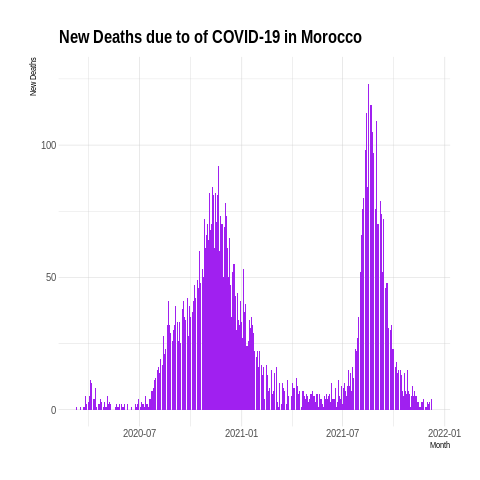 New Deaths due to of COVID-19 in Morocco
New Deaths
100
50
0
2020-07 2021-01 2021-07 2022-01
Month